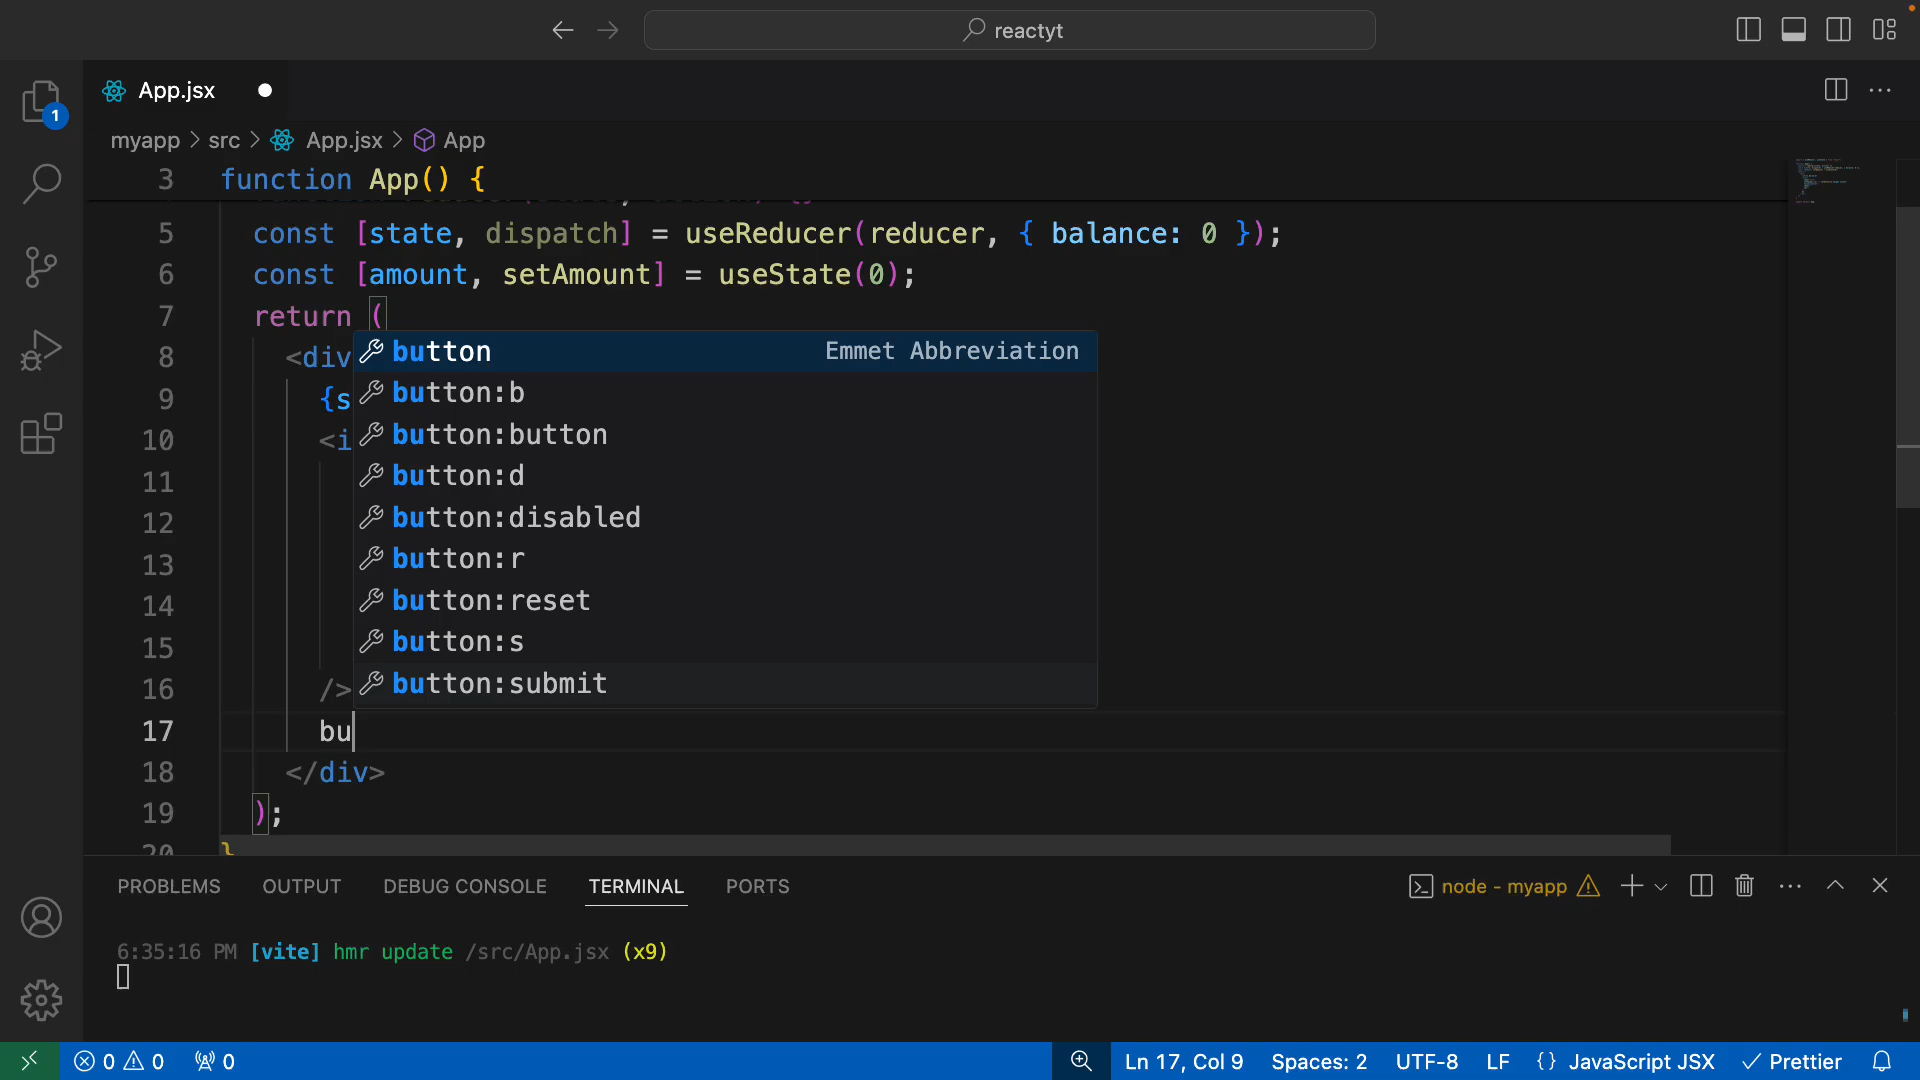 reactyt
1
App.jsx
myapp > src > App.jsx > App
3 function App() {
5 const [state, dispatch] = useReducer(reducer, { balance: 0 });
6 const [amount, setAmount] = useState(0);
7 return (
8 <div
9 {s
10 <i
11
12
13
14
15
16 />
17 bu
18 </div>
19 );
20 }
button Emmet Abbreviation
button:b
button:button
button:d
button:disabled
button:r
button:reset
button:s
button:submit
PROBLEMS OUTPUT DEBUG CONSOLE TERMINAL PORTS
node - myapp
6:35:16 PM [vite] hmr update /src/App.jsx (x9)
0 0 0
Ln 17, Col 9 Spaces: 2 UTF-8 LF {} JavaScript JSX Prettier